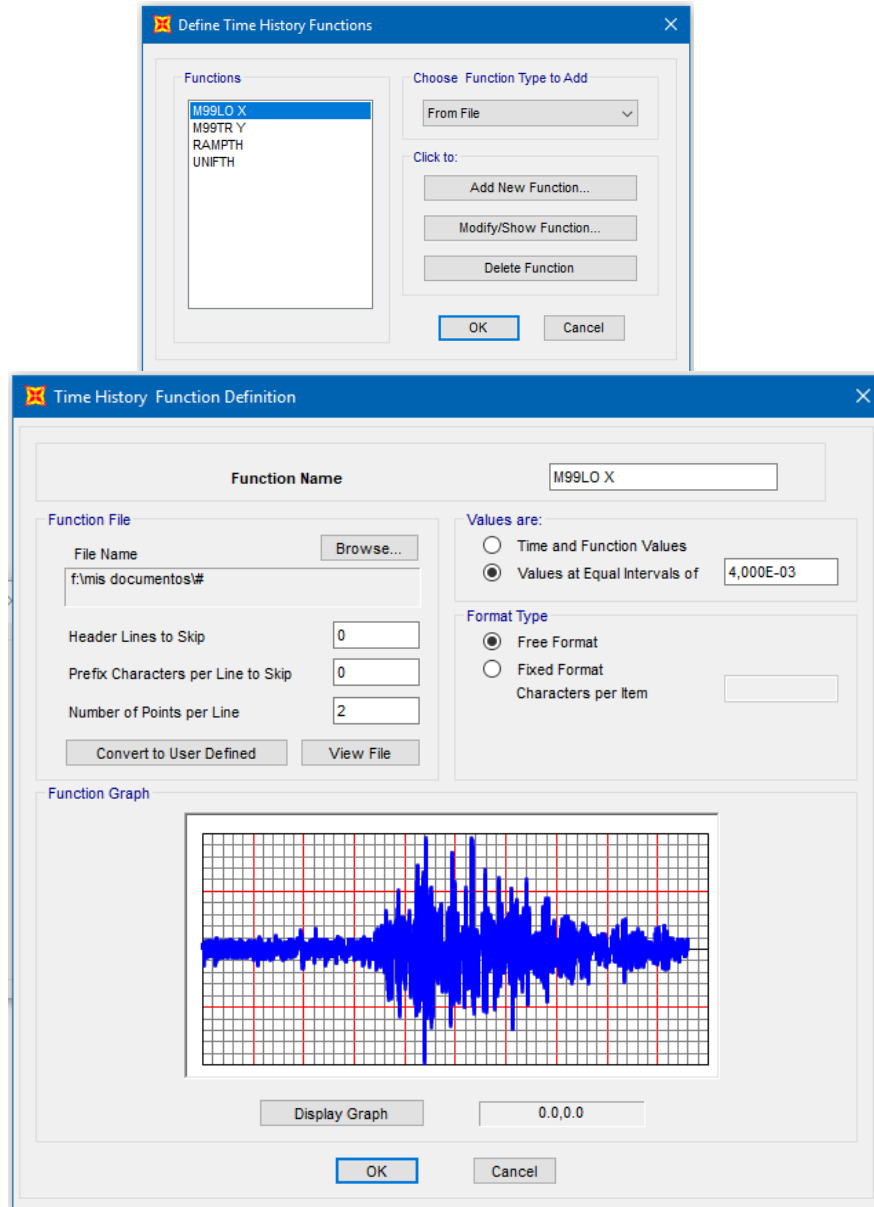 Define Time History Functions
Functions
M99LO X
M99TR Y
RAMPTH
UNIFTH
Choose Function Type to Add
From File
Click to:
Add New Function...
Modify/Show Function...
Delete Function
OK Cancel
Time History Function Definition
Function Name M99LO X
Function File
File Name Browse...
f:\mis documentos\#
Header Lines to Skip 0
Prefix Characters per Line to Skip 0
Number of Points per Line 2
Convert to User Defined View File
Values are:
Time and Function Values
Values at Equal Intervals of 4,000E-03
Format Type
Free Format
Fixed Format
Characters per Item
Function Graph
Display Graph 0.0,0.0
OK Cancel